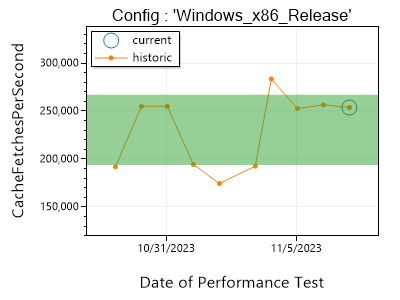 Config : 'Windows_x86_Release'
current
historic
300,000
250,000
200,000
150,000
CacheFetchesPerSecond
10/31/2023
11/5/2023
Date of Performance Test